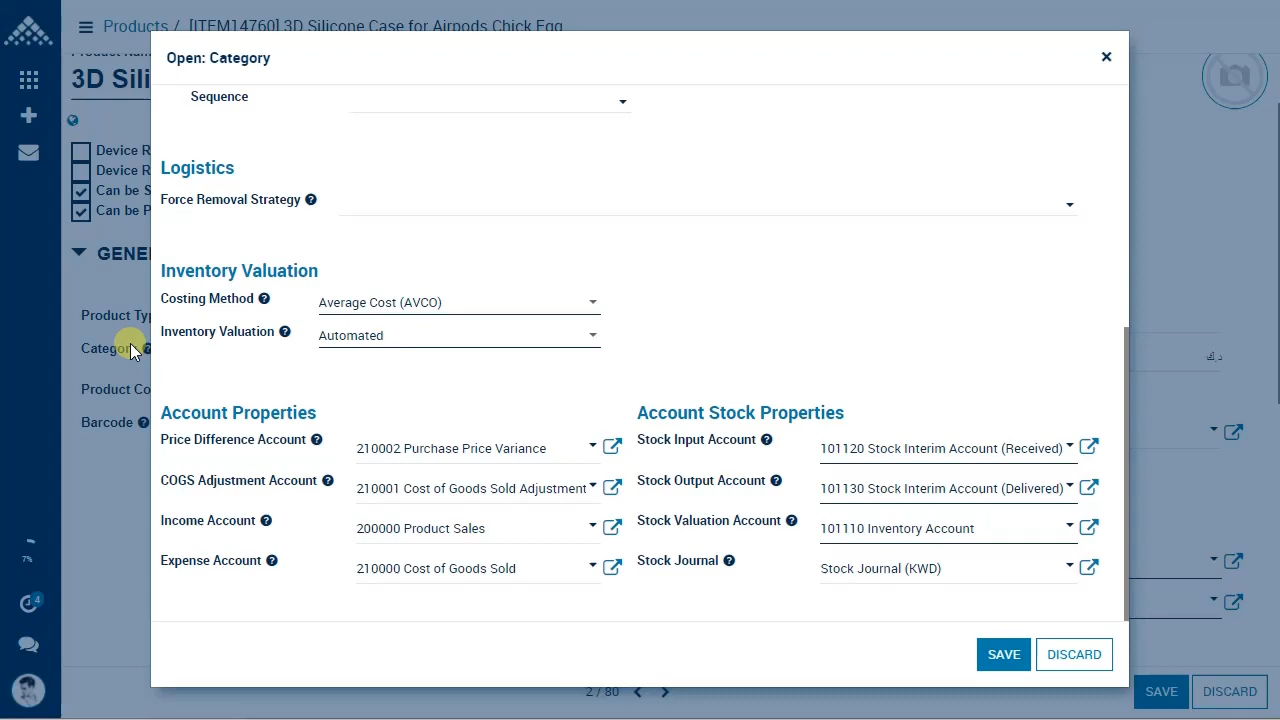 Products / [ITEM14760] 3D Silicone Case for Airpods Chick Egg
Product Nam
3D Sili
Open: Category
×
Sequence
Device R
Device R
Can be S
Can be P
Logistics
Force Removal Strategy
GENE
Inventory Valuation
Costing Method
Average Cost (AVCO)
Product Typ
Inventory Valuation
Automated
Categor
د.ك
Product Co
Account Properties
Account Stock Properties
Barcode
Price Difference Account
210002 Purchase Price Variance
Stock Input Account
101120 Stock Interim Account (Received)
COGS Adjustment Account
210001 Cost of Goods Sold Adjustment
Stock Output Account
101130 Stock Interim Account (Delivered)
Income Account
200000 Product Sales
Stock Valuation Account
101110 Inventory Account
Expense Account
210000 Cost of Goods Sold
Stock Journal
Stock Journal (KWD)
7%
4
SAVE
DISCARD
2 / 80
SAVE
DISCARD